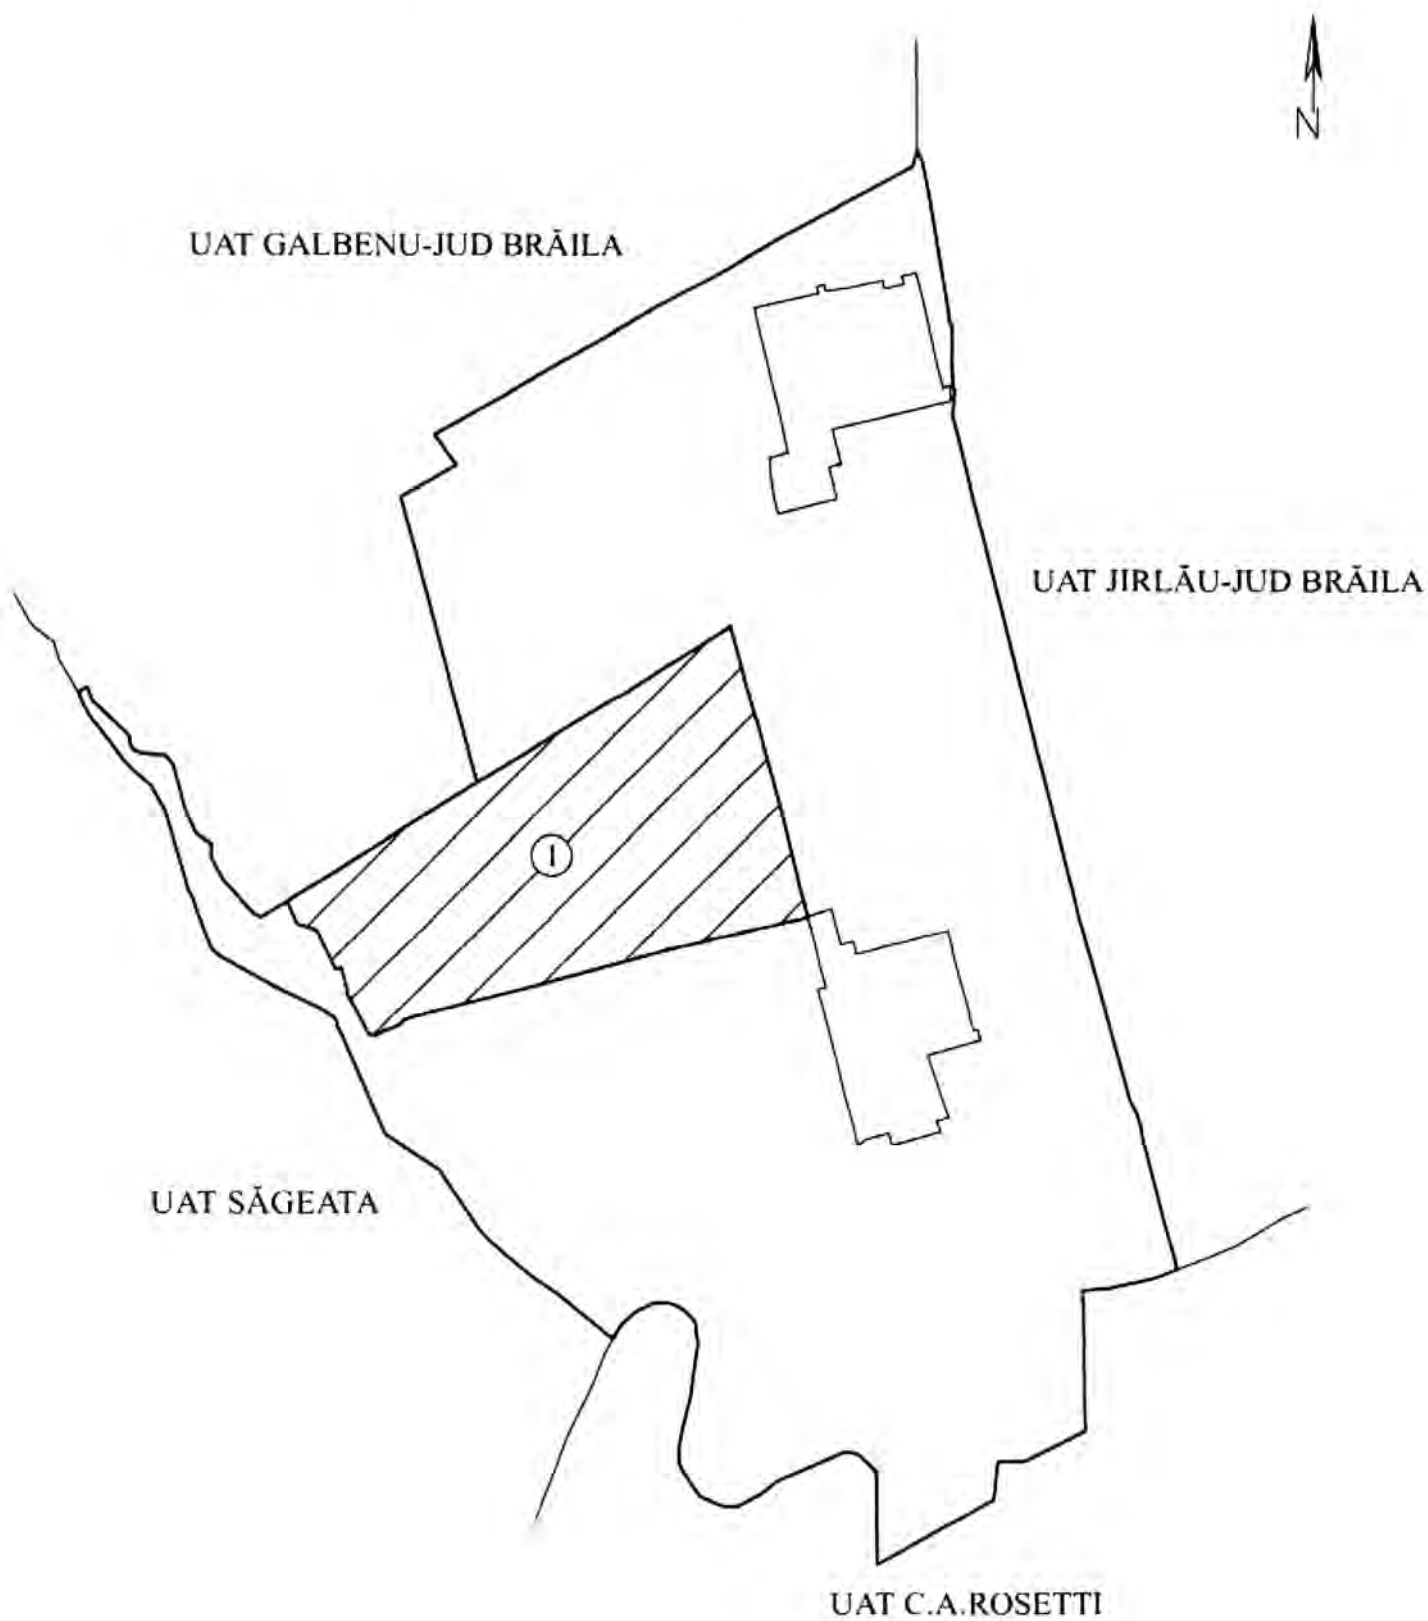 N
UAT GALBENU-JUD BRĂILA
UAT JIRLĂU-JUD BRĂILA
1
UAT SĂGEATA
UAT C.A.ROSETTI